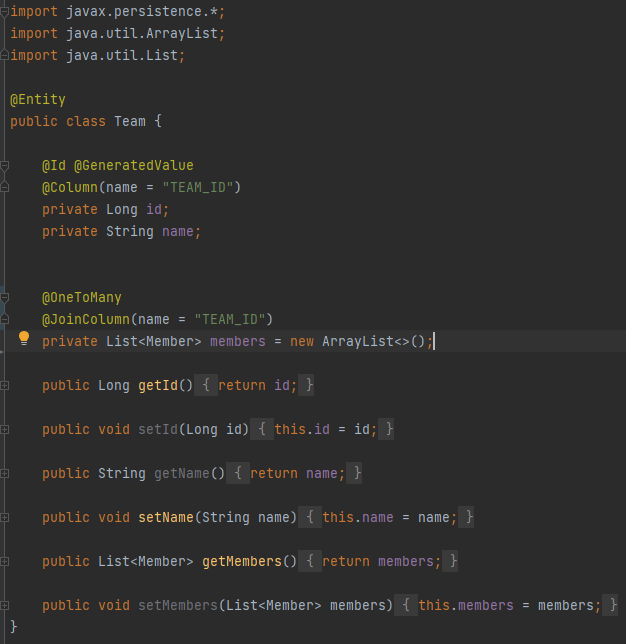 import javax.persistence.*;
import java.util.ArrayList;
import java.util.List;
@Entity
public class Team {
@Id @GeneratedValue
@Column(name = "TEAM_ID")
private Long id;
private String name;
@OneToMany
@JoinColumn(name = "TEAM_ID")
private List<Member> members = new ArrayList<>();
public Long getId() { return id; }
public void setId(Long id) { this.id = id; }
public String getName() { return name; }
public void setName(String name) { this.name = name; }
public List<Member> getMembers() { return members; }
public void setMembers(List<Member> members) { this.members = members; }
}